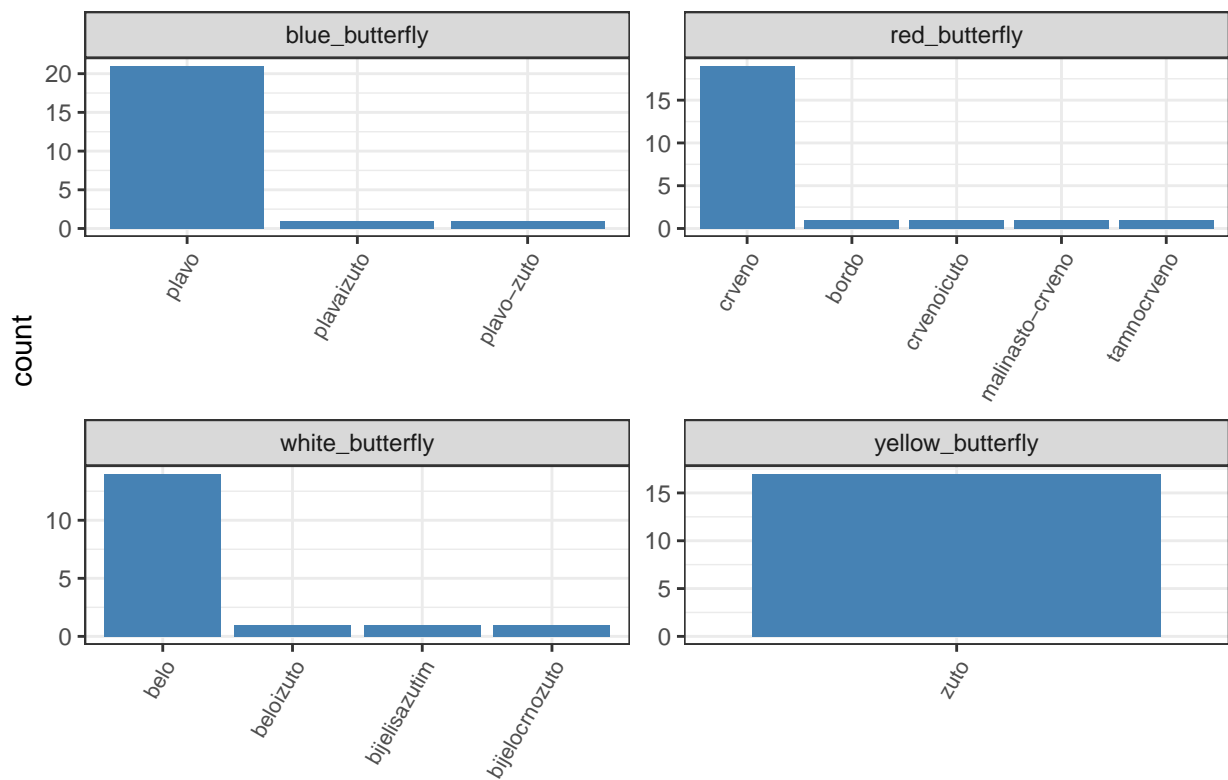 blue_butterfly
20
15
10
5
0
plavo
plavaizuto
plavo-zuto
red_butterfly
15
10
5
0
crveno
bordo
crvenoicuto
malinasto-crveno
tamnocrveno
count
white_butterfly
10
5
0
belo
beloizuto
bijelisazutim
bijelocrnozuto
yellow_butterfly
15
10
5
0
zuto